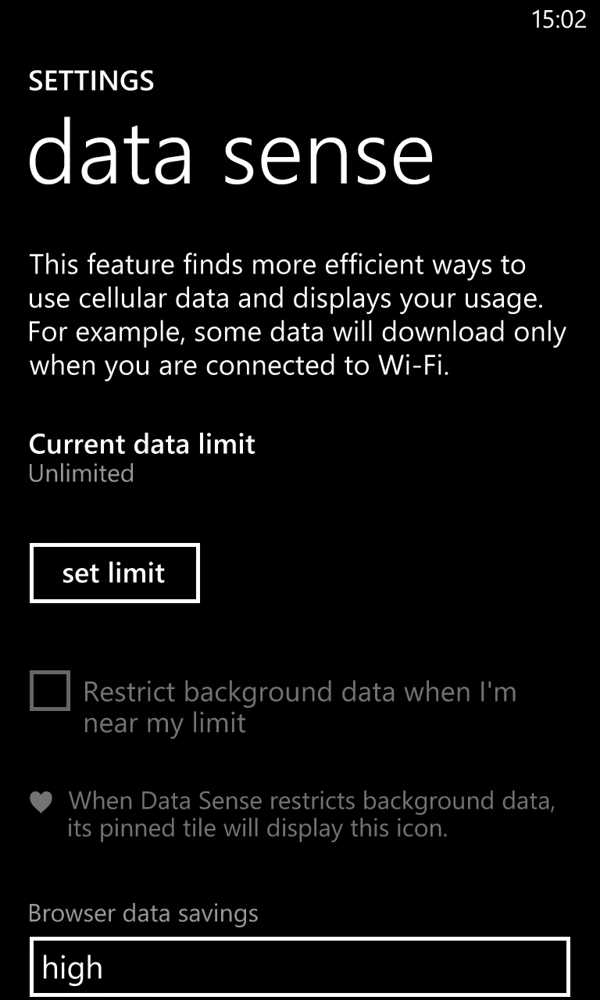 15:02
SETTINGS
data sense
This feature finds more efficient ways to
use cellular data and displays your usage.
For example, some data will download only
when you are connected to Wi-Fi.
Current data limit
Unlimited
set limit
Restrict background data when I'm
near my limit
When Data Sense restricts background data,
its pinned tile will display this icon.
Browser data savings
high